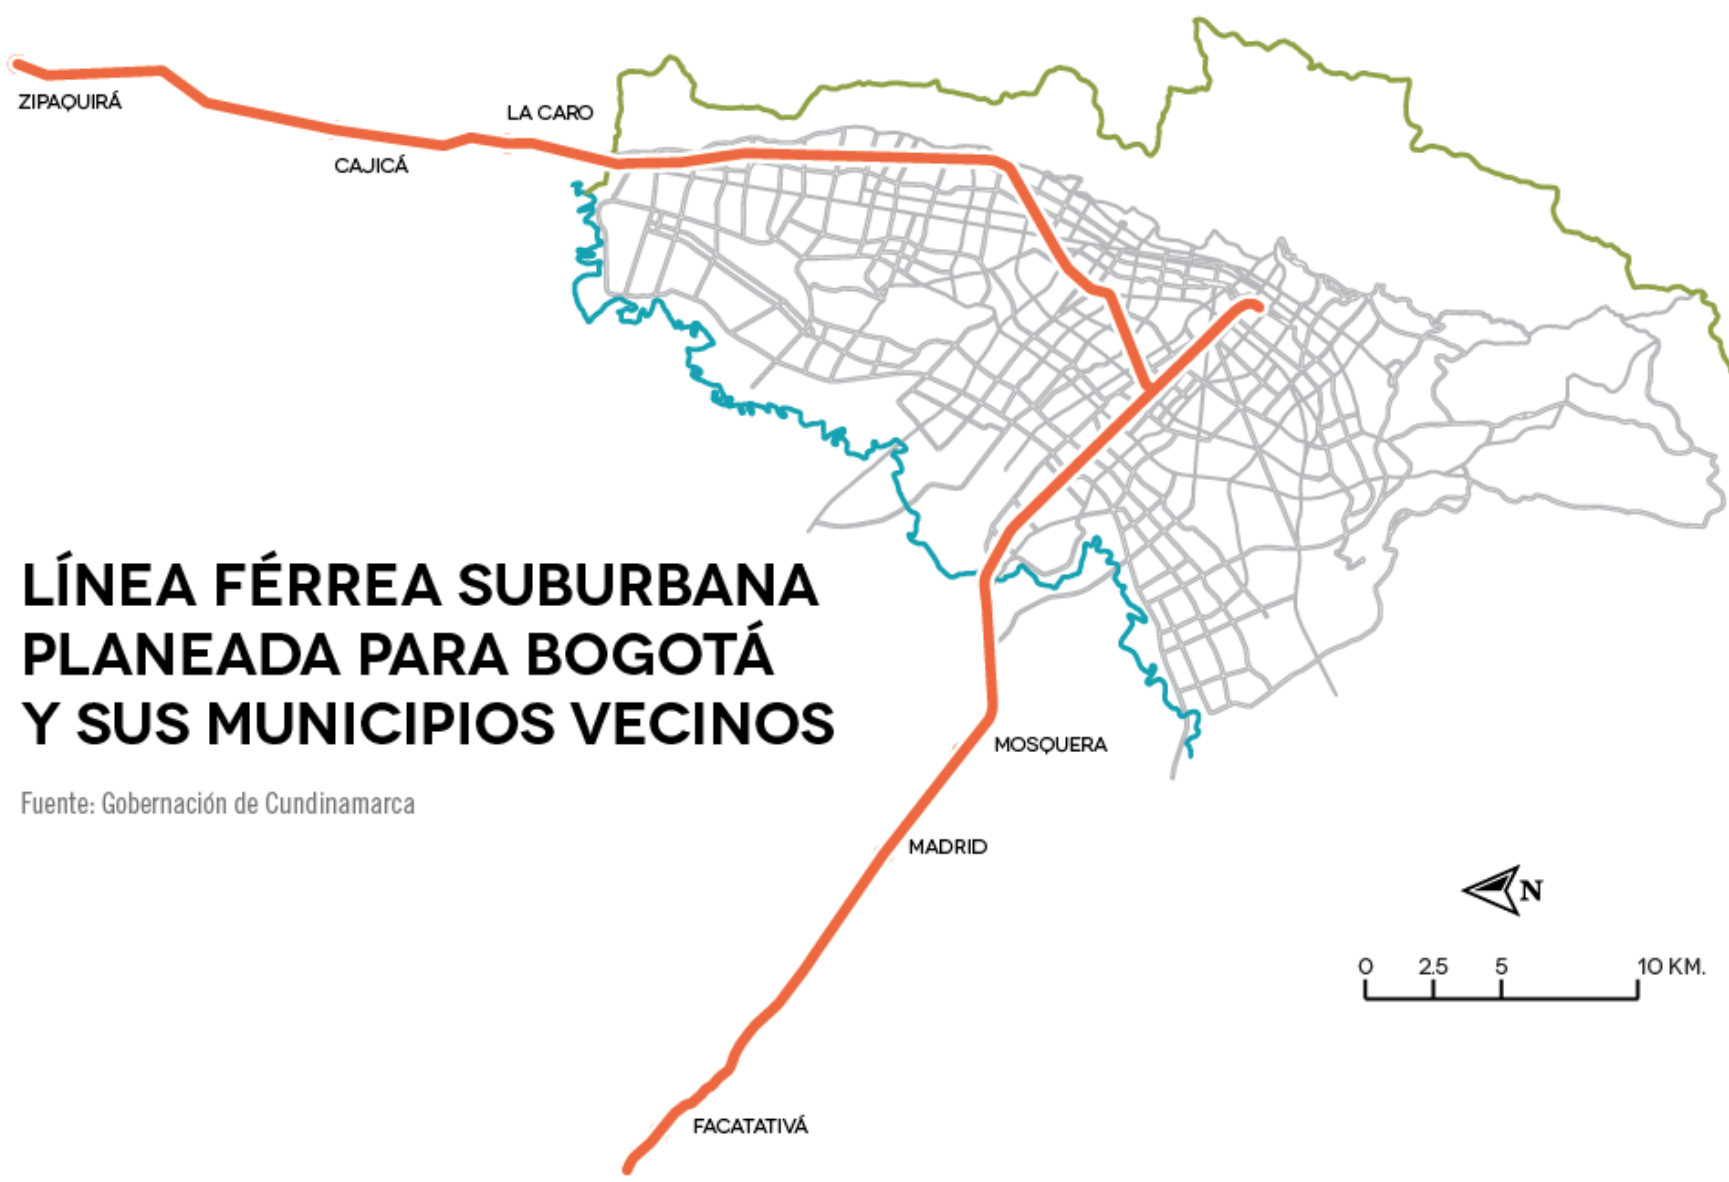 ZIPAQUIRÁ
LA CARO
CAJICÁ
LÍNEA FÉRREA SUBURBANA
PLANEADA PARA BOGOTÁ
Y SUS MUNICIPIOS VECINOS
Fuente: Gobernación de Cundinamarca
MOSQUERA
MADRID
FACATATIVÁ
N
0 2.5 5 10 KM.